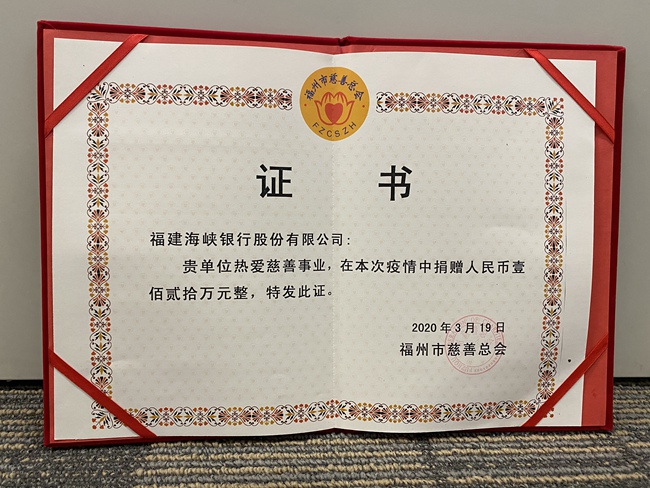 福州市慈善总会
FZCSZH
证 书
福建海峡银行股份有限公司：
贵单位热爱慈善事业，在本次疫情中捐赠人民币壹
佰贰拾万元整，特发此证。
2020 年 3 月 19 日
福州市慈善总会